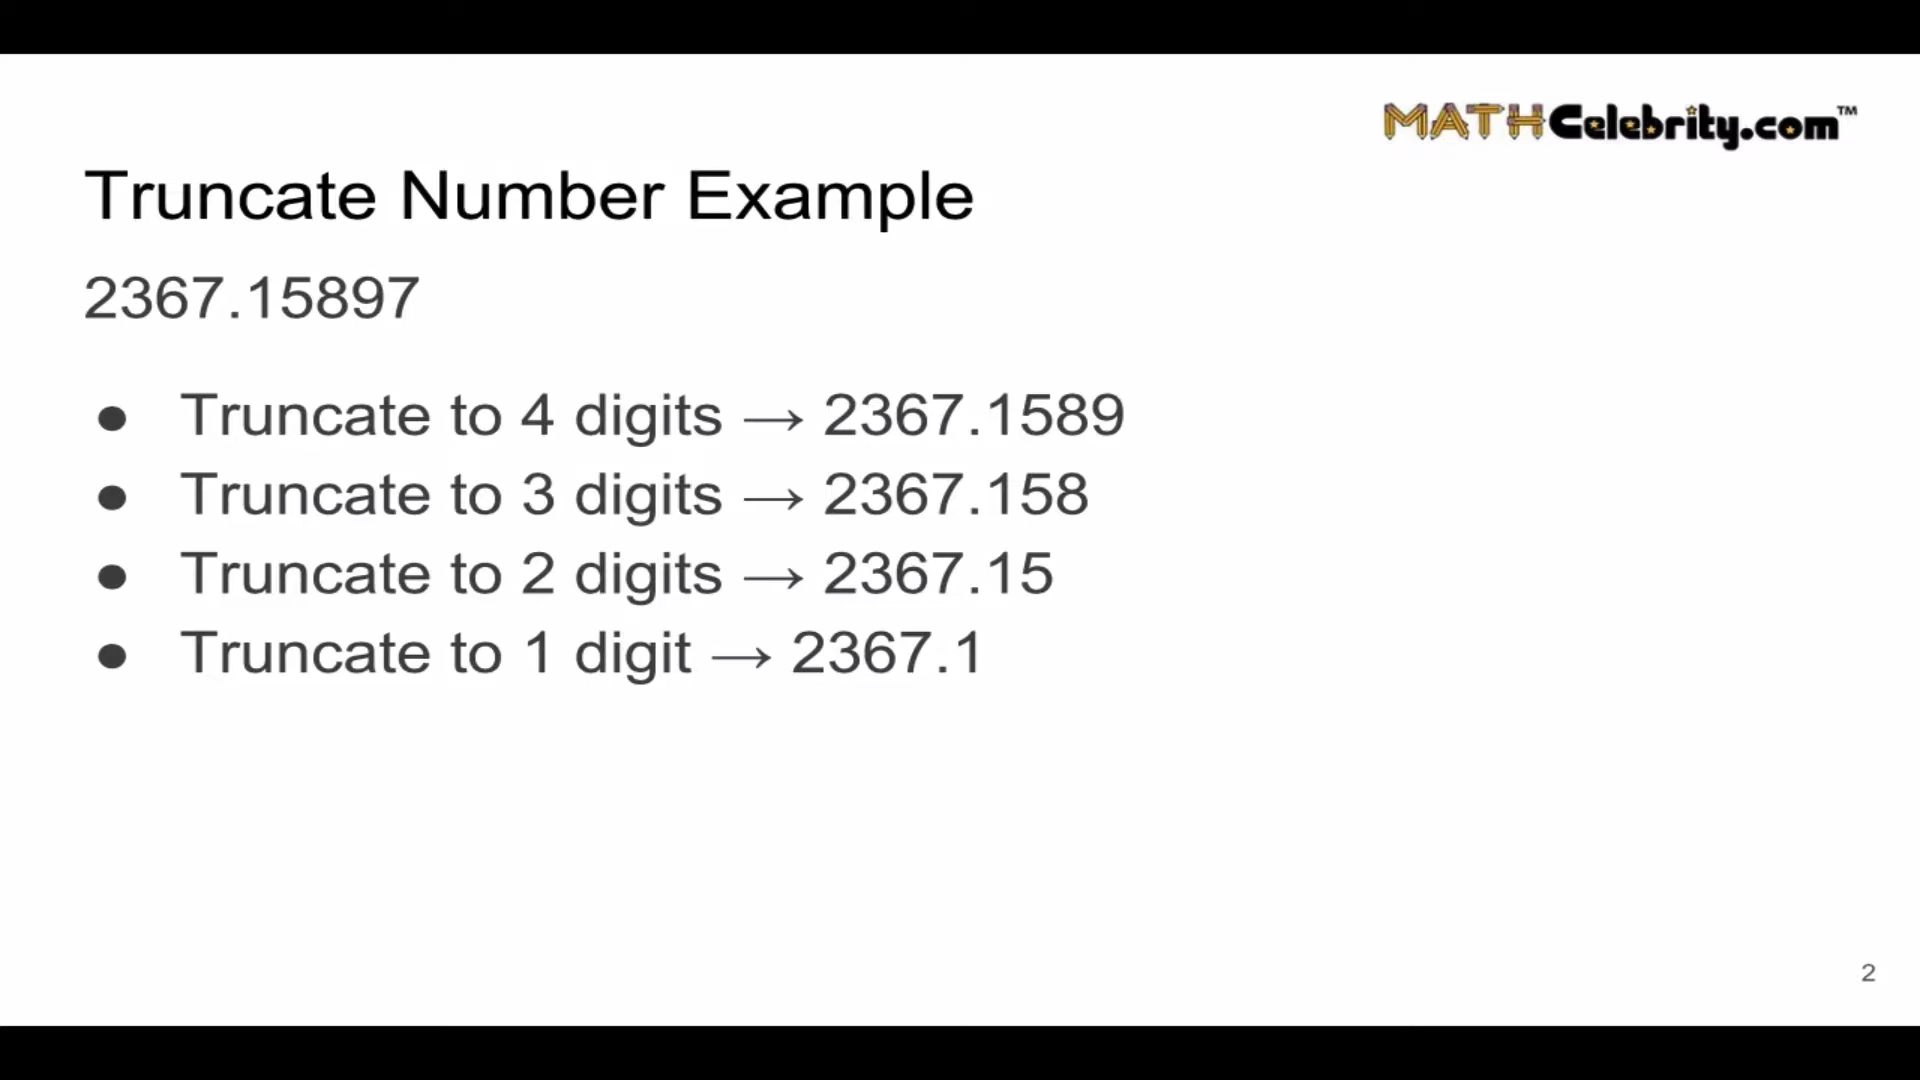 MATHCelebrity.com™
Truncate Number Example
2367.15897
● Truncate to 4 digits → 2367.1589
● Truncate to 3 digits → 2367.158
● Truncate to 2 digits → 2367.15
● Truncate to 1 digit → 2367.1
2